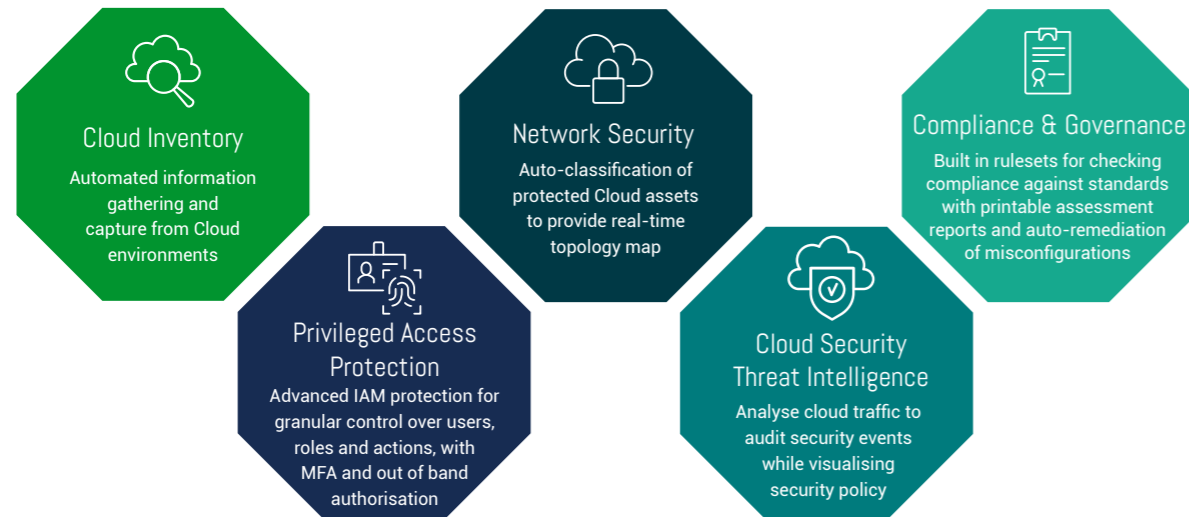 Cloud Inventory
Automated information
gathering and
capture from Cloud
environments
Privileged Access
Protection
Advanced IAM protection for
granular control over users,
roles and actions, with
MFA and out of band
authorisation
Network Security
Auto-classification of
protected Cloud assets
to provide real-time
topology map
Cloud Security
Threat Intelligence
Analyse cloud traffic to
audit security events
while visualising
security policy
Compliance & Governance
Built in rulesets for checking
compliance against standards
with printable assessment
reports and auto-remediation
of misconfigurations